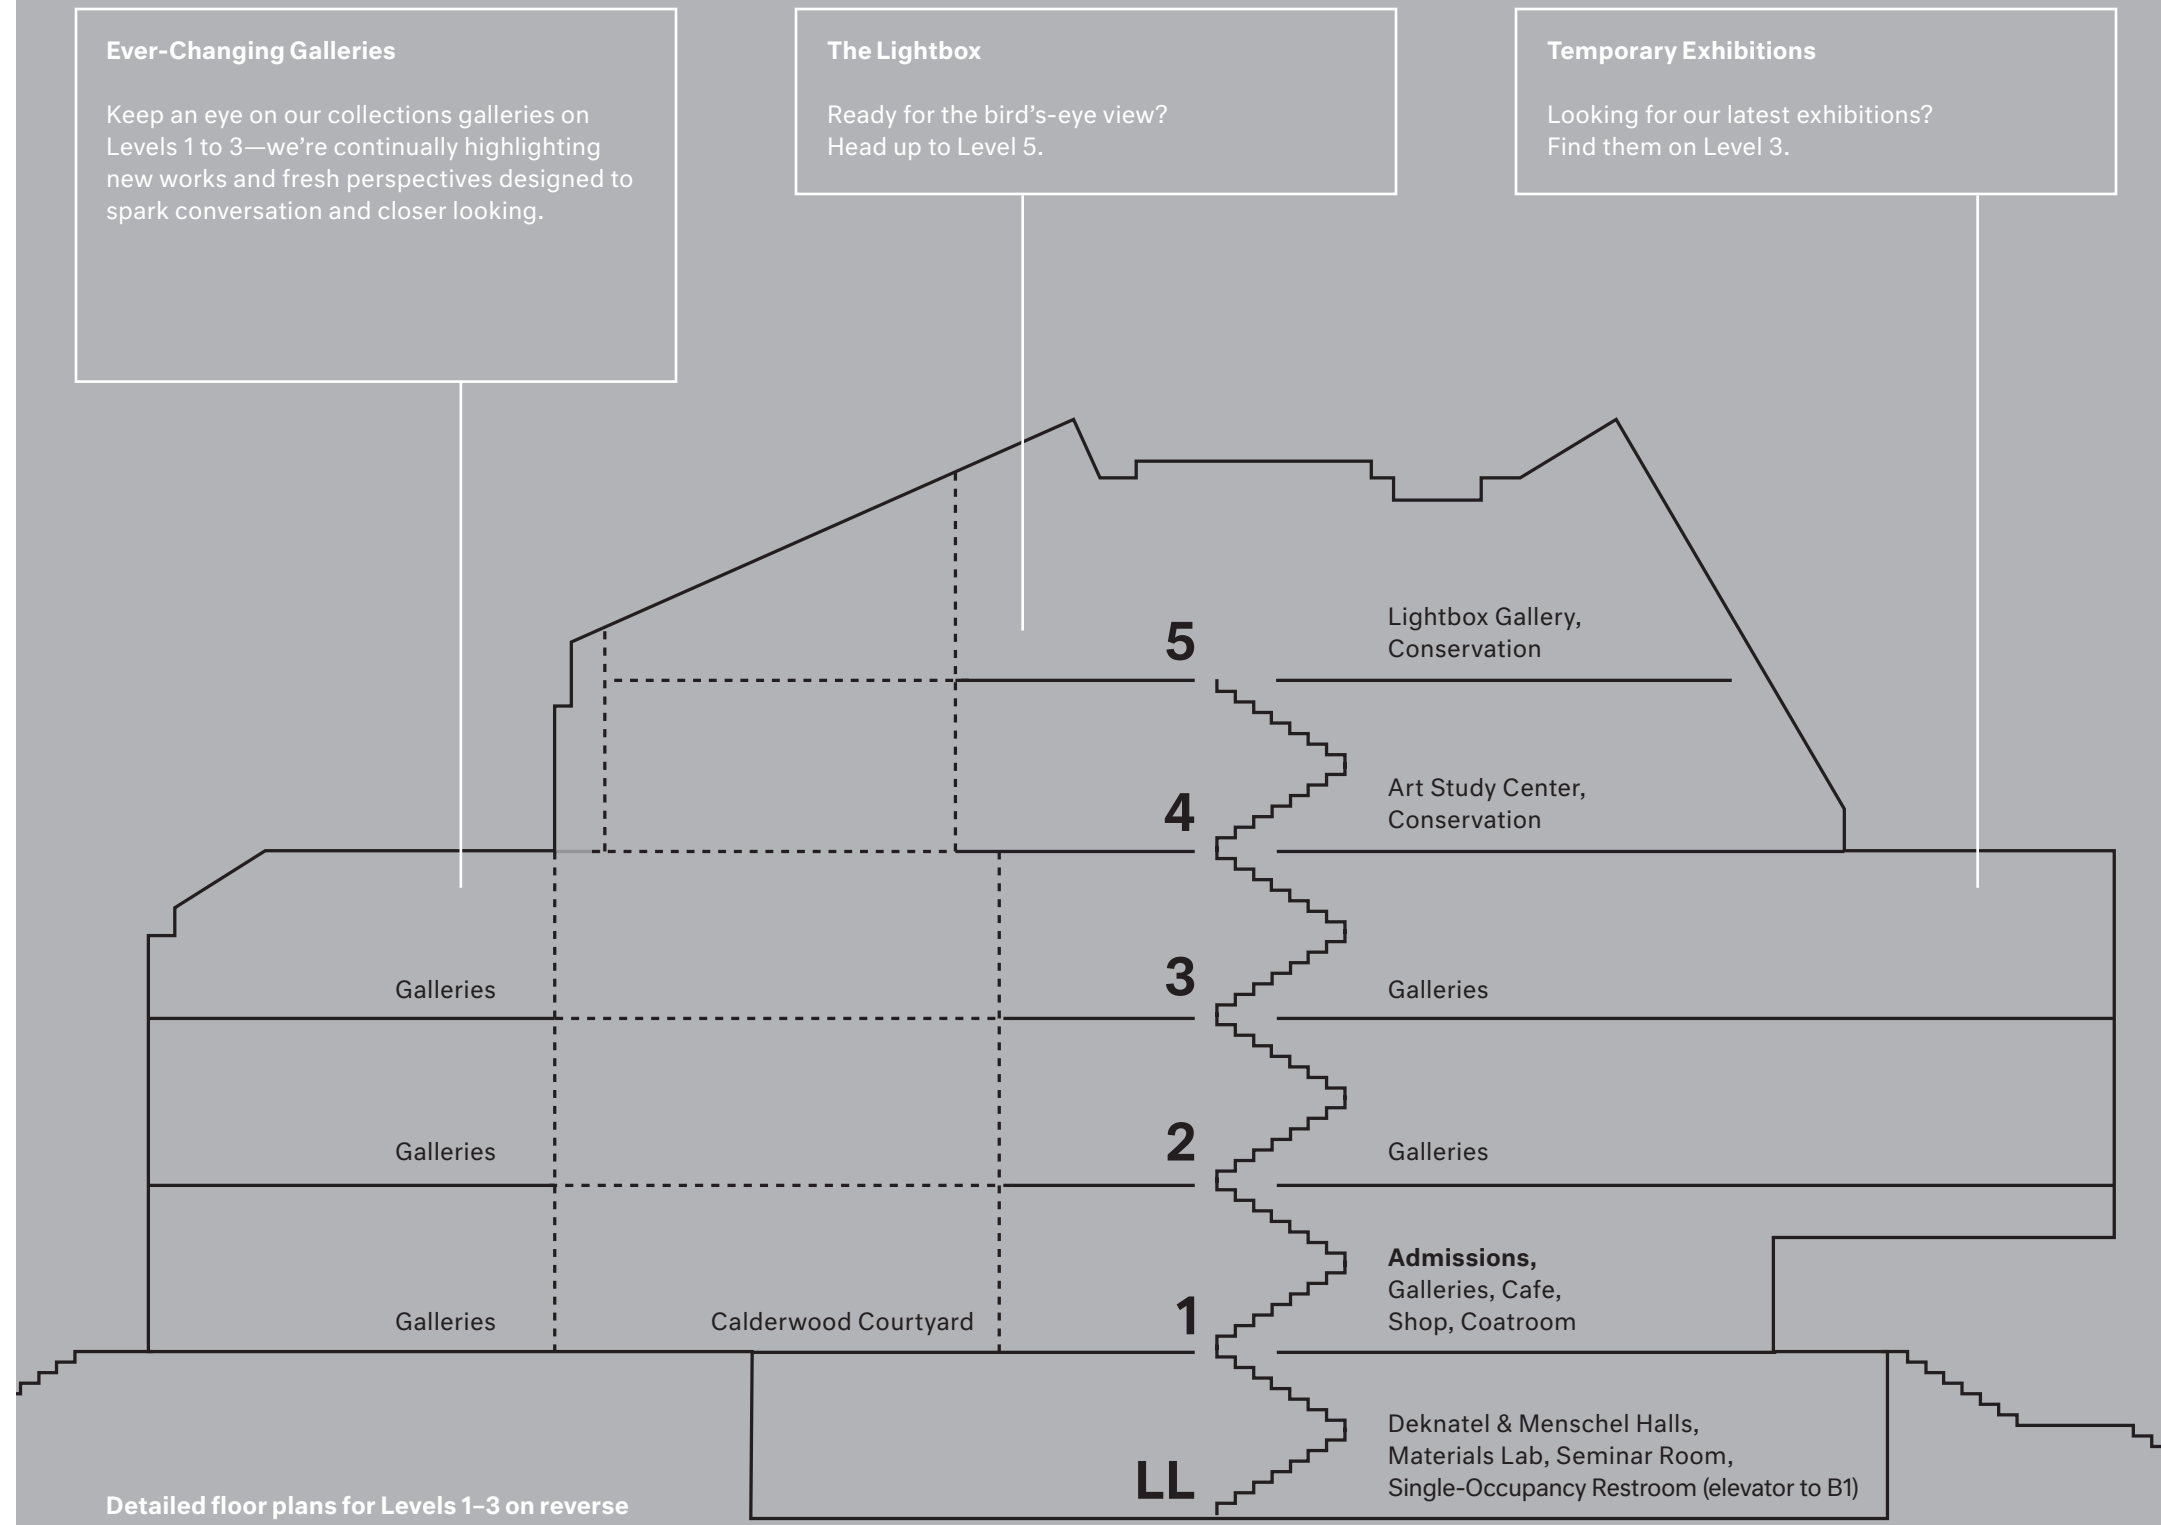 Ever-Changing Galleries
Keep an eye on our collections galleries on
Levels 1 to 3—we’re continually highlighting
new works and fresh perspectives designed to
spark conversation and closer looking.
The Lightbox
Ready for the bird’s-eye view?
Head up to Level 5.
Temporary Exhibitions
Looking for our latest exhibitions?
Find them on Level 3.
5
Lightbox Gallery,
Conservation
4
Art Study Center,
Conservation
Galleries
3
Galleries
Galleries
2
Galleries
Galleries
Calderwood Courtyard
1
Admissions,
Galleries, Cafe,
Shop, Coatroom
LL
Deknatel & Menschel Halls,
Materials Lab, Seminar Room,
Single-Occupancy Restroom (elevator to B1)
Detailed floor plans for Levels 1–3 on reverse